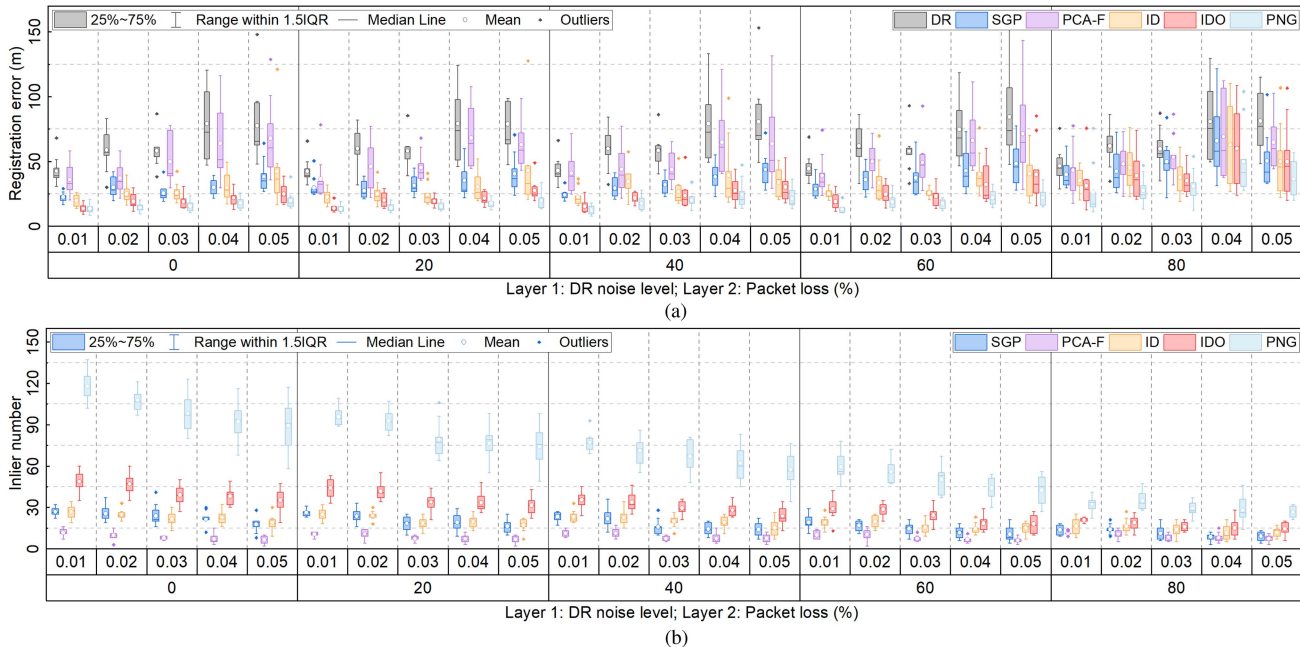 25%~75% Range within 1.5IQR Median Line Mean Outliers DR SGP PCA-F ID IDO PNG
150
100
50
0
Registration error (m)
0.01 0.02 0.03 0.04 0.05 0.01 0.02 0.03 0.04 0.05 0.01 0.02 0.03 0.04 0.05 0.01 0.02 0.03 0.04 0.05 0.01 0.02 0.03 0.04 0.05
0 20 40 60 80
Layer 1: DR noise level; Layer 2: Packet loss (%)
(a)
25%~75% Range within 1.5IQR Median Line Mean Outliers SGP PCA-F ID IDO PNG
150
120
90
60
30
0
Inlier number
0.01 0.02 0.03 0.04 0.05 0.01 0.02 0.03 0.04 0.05 0.01 0.02 0.03 0.04 0.05 0.01 0.02 0.03 0.04 0.05 0.01 0.02 0.03 0.04 0.05
0 20 40 60 80
Layer 1: DR noise level; Layer 2: Packet loss (%)
(b)